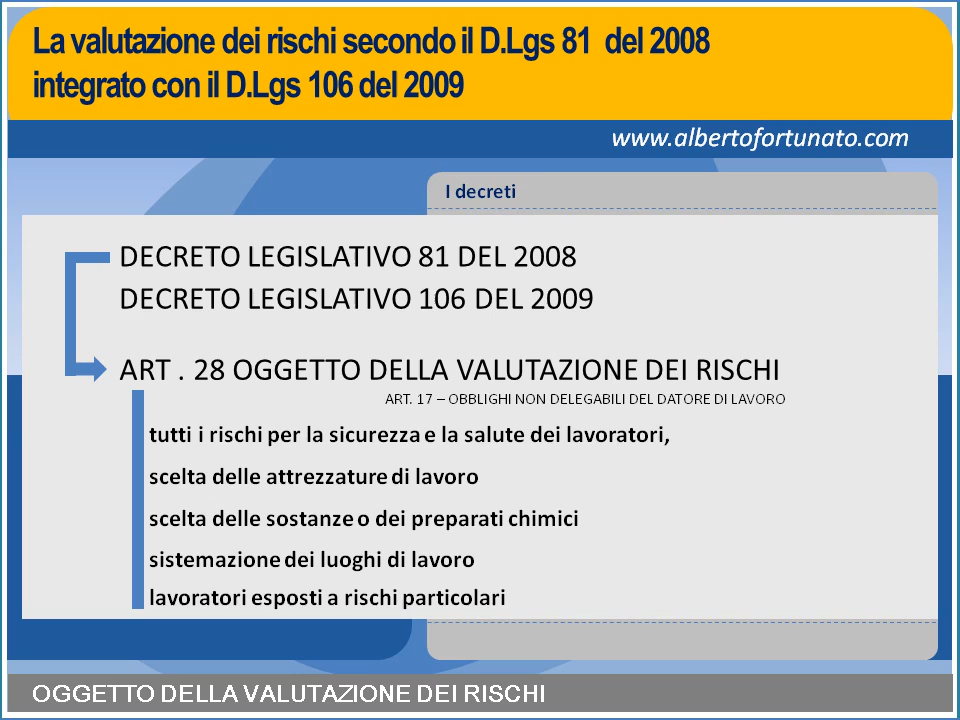 La valutazione dei rischi secondo il D.Lgs 81 del 2008
integrato con il D.Lgs 106 del 2009
www.albertofortunato.com
I decreti
DECRETO LEGISLATIVO 81 DEL 2008
DECRETO LEGISLATIVO 106 DEL 2009
ART . 28 OGGETTO DELLA VALUTAZIONE DEI RISCHI
ART. 17 – OBBLIGHI NON DELEGABILI DEL DATORE DI LAVORO
tutti i rischi per la sicurezza e la salute dei lavoratori,
scelta delle attrezzature di lavoro
scelta delle sostanze o dei preparati chimici
sistemazione dei luoghi di lavoro
lavoratori esposti a rischi particolari
OGGETTO DELLA VALUTAZIONE DEI RISCHI